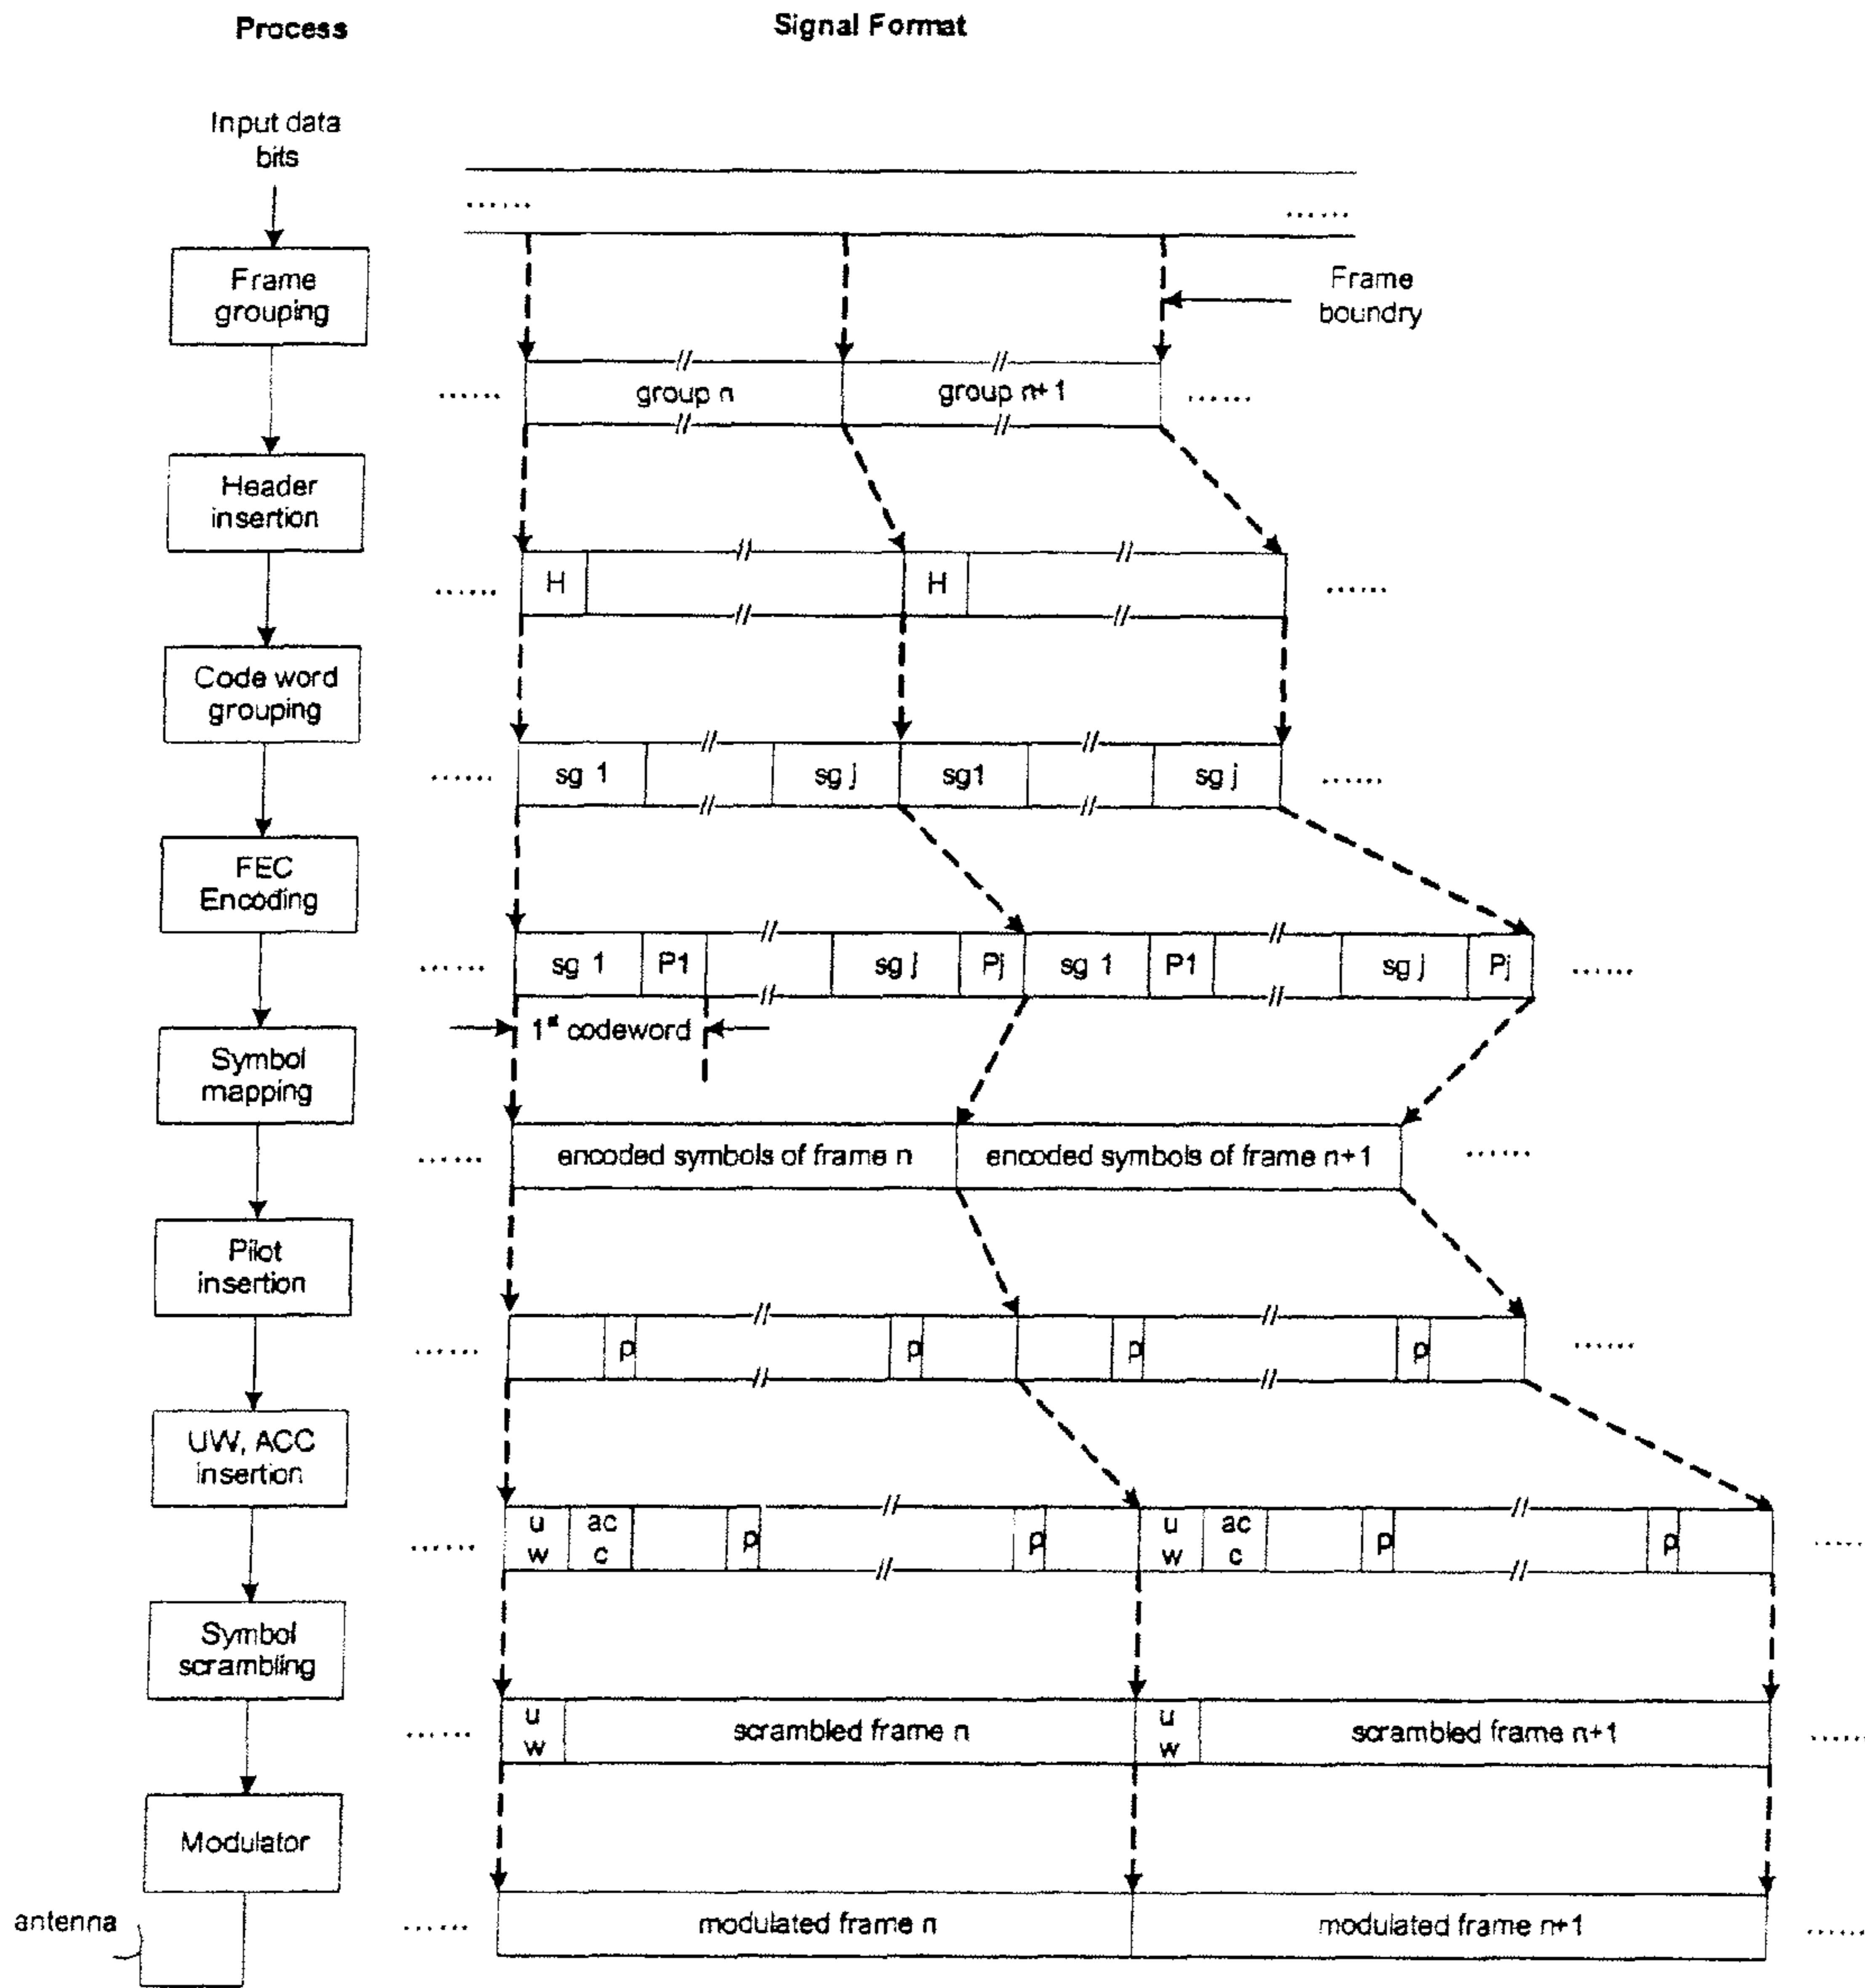 Process
Signal Format
Input data
bits
...... ......
Frame
grouping
Frame
boundry
...... group n group n+1 ......
Header
insertion
...... H H ......
Code word
grouping
...... sg 1 sg j sg1 sg j ......
FEC
Encoding
...... sg 1 P1 sg j Pj sg 1 P1 sg j Pj ......
1st codeword
Symbol
mapping
...... encoded symbols of frame n encoded symbols of frame n+1 ......
Pilot
insertion
...... p p p p ......
UW, ACC
insertion
...... u w ac c p p u w ac c p p ......
Symbol
scrambling
...... u w scrambled frame n u w scrambled frame n+1 ......
Modulator
antenna
...... modulated frame n modulated frame n+1 ......